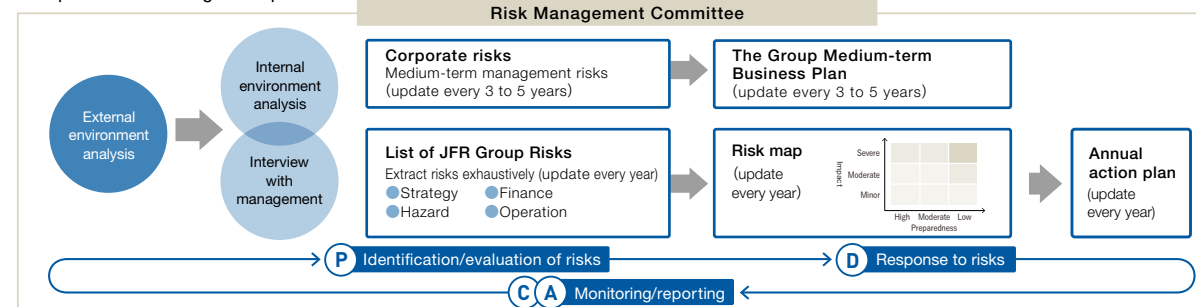 Risk Management Committee
External
environment
analysis
Internal
environment
analysis
Interview
with
management
Corporate risks
Medium-term management risks
(update every 3 to 5 years)
The Group Medium-term
Business Plan
(update every 3 to 5 years)
List of JFR Group Risks
Extract risks exhaustively (update every year)
Strategy
Finance
Hazard
Operation
Risk map
(update
every year)
Impact
Severe
Moderate
Minor
High Moderate Low
Preparedness
Annual
action plan
(update
every year)
P Identification/evaluation of risks
D Response to risks
C A Monitoring/reporting